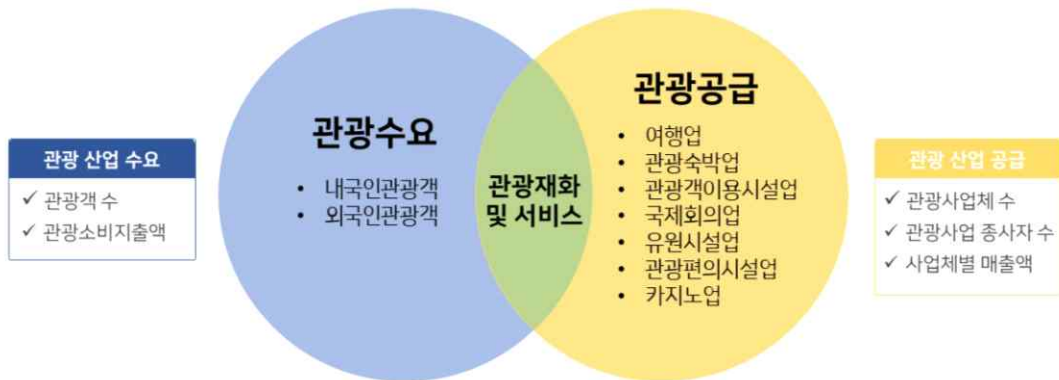 관광 산업 수요
✓ 관광객 수
✓ 관광소비지출액
관광수요
• 내국인관광객
• 외국인관광객
관광재화
및 서비스
관광공급
• 여행업
• 관광숙박업
• 관광객이용시설업
• 국제회의업
• 유원시설업
• 관광편의시설업
• 카지노업
관광 산업 공급
✓ 관광사업체 수
✓ 관광사업 종사자 수
✓ 사업체별 매출액